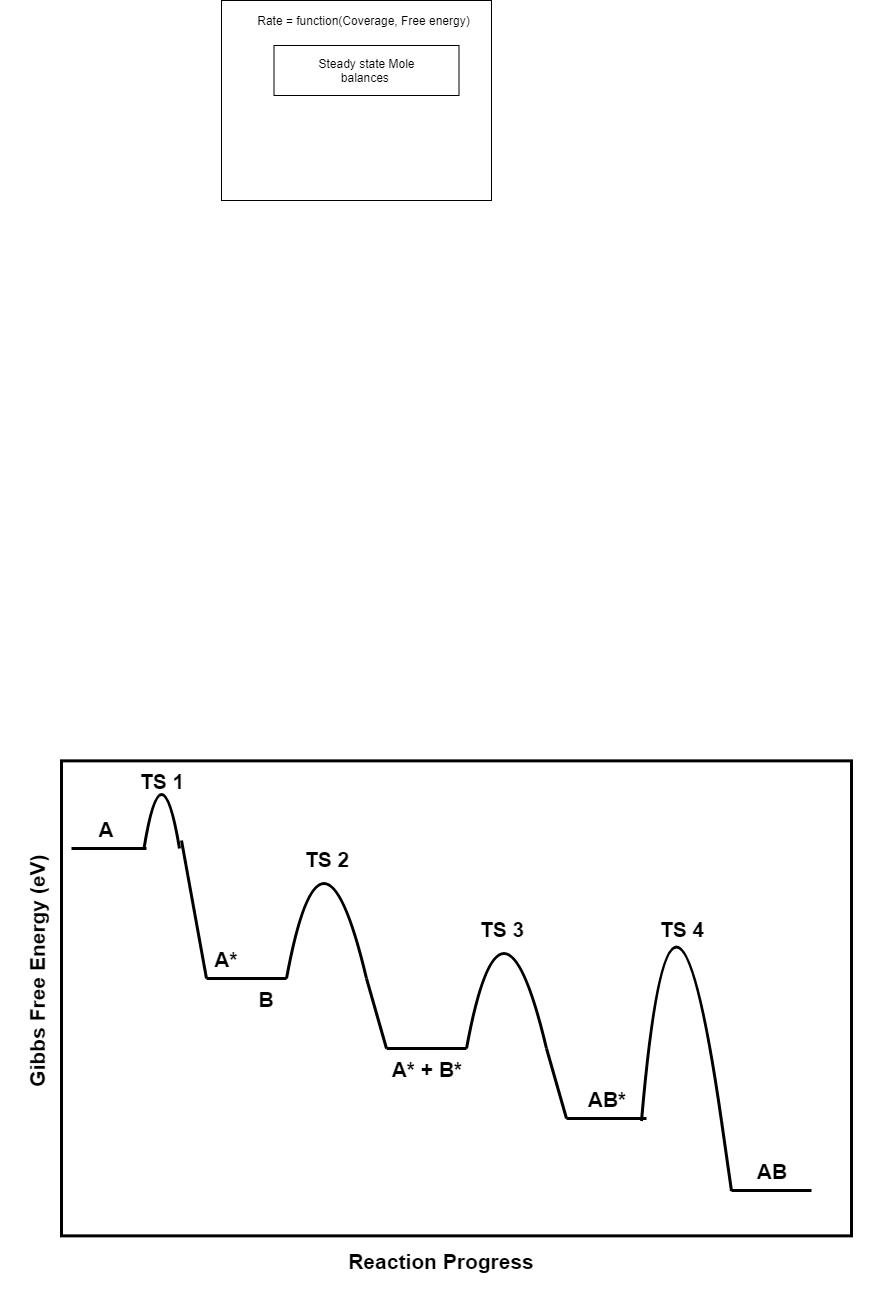 Rate = function(Coverage, Free energy)
Steady state Mole
balances
TS 1
A
TS 2
TS 3
TS 4
A*
B
A* + B*
AB*
AB
Gibbs Free Energy (eV)
Reaction Progress